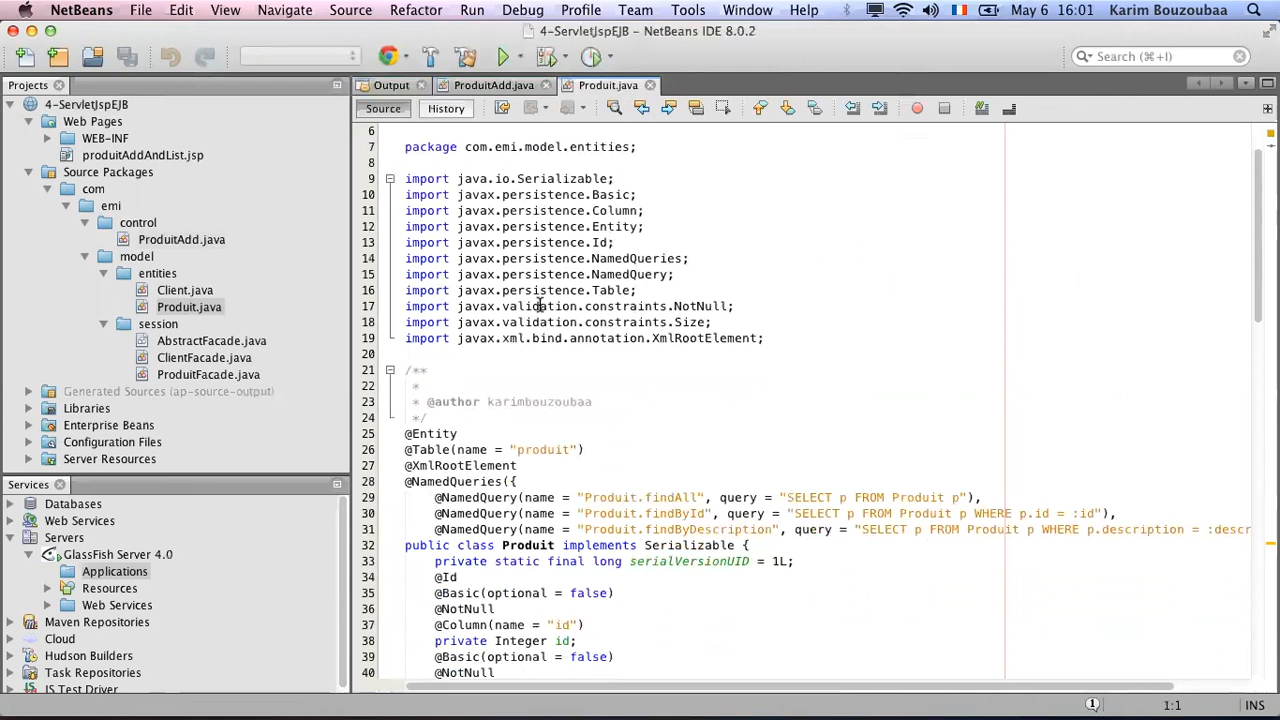 NetBeans File Edit View Navigate Source Refactor Run Debug Profile Team Tools Window Help May 6 16:01 Karim Bouzoubaa
4-ServletJspEJB – NetBeans IDE 8.0.2
Search (⌘+I)
Projects
Output ProduitAdd.java Produit.java
Source History
4-ServletJspEJB
Web Pages
WEB-INF
produitAddAndList.jsp
Source Packages
com
emi
control
ProduitAdd.java
model
entities
Client.java
Produit.java
session
AbstractFacade.java
ClientFacade.java
ProduitFacade.java
Generated Sources (ap-source-output)
Libraries
Enterprise Beans
Configuration Files
Server Resources
Services
Databases
Web Services
Servers
GlassFish Server 4.0
Applications
Resources
Web Services
Maven Repositories
Cloud
Hudson Builders
Task Repositories
JS Test Driver
6
7 package com.emi.model.entities;
8
9 import java.io.Serializable;
10 import javax.persistence.Basic;
11 import javax.persistence.Column;
12 import javax.persistence.Entity;
13 import javax.persistence.Id;
14 import javax.persistence.NamedQueries;
15 import javax.persistence.NamedQuery;
16 import javax.persistence.Table;
17 import javax.validation.constraints.NotNull;
18 import javax.validation.constraints.Size;
19 import javax.xml.bind.annotation.XmlRootElement;
20
21 /**
22 *
23 * @author karimbouzoubaa
24 */
25 @Entity
26 @Table(name = "produit")
27 @XmlRootElement
28 @NamedQueries({
29 @NamedQuery(name = "Produit.findAll", query = "SELECT p FROM Produit p"),
30 @NamedQuery(name = "Produit.findById", query = "SELECT p FROM Produit p WHERE p.id = :id"),
31 @NamedQuery(name = "Produit.findByDescription", query = "SELECT p FROM Produit p WHERE p.description = :descr
32 public class Produit implements Serializable {
33 private static final long serialVersionUID = 1L;
34 @Id
35 @Basic(optional = false)
36 @NotNull
37 @Column(name = "id")
38 private Integer id;
39 @Basic(optional = false)
40 @NotNull
1 1:1 INS